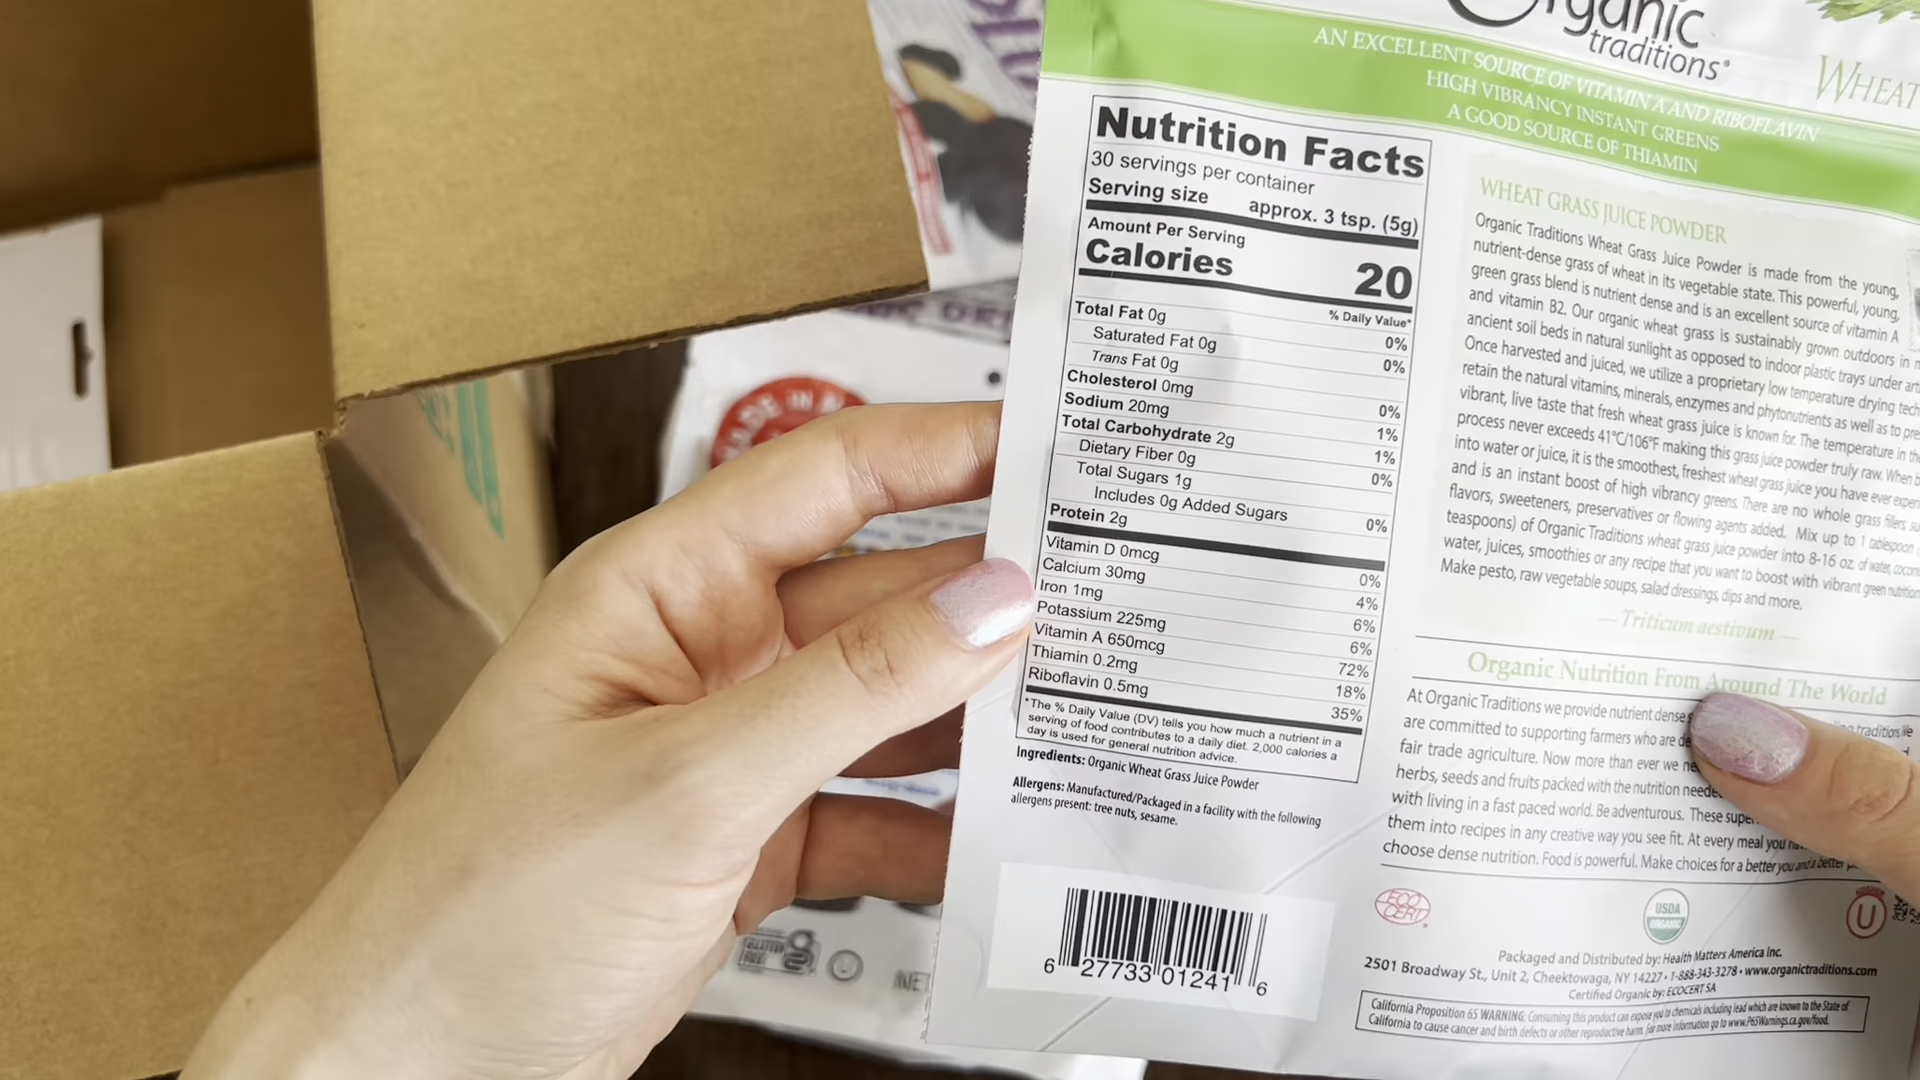 Organic
traditions®
WHEAT
AN EXCELLENT SOURCE OF VITAMIN A AND RIBOFLAVIN
HIGH VIBRANCY INSTANT GREENS
A GOOD SOURCE OF THIAMIN
Nutrition Facts
30 servings per container
Serving size approx. 3 tsp. (5g)
Amount Per Serving
Calories 20
% Daily Value*
Total Fat 0g 0%
Saturated Fat 0g 0%
Trans Fat 0g
Cholesterol 0mg 0%
Sodium 20mg 1%
Total Carbohydrate 2g 1%
Dietary Fiber 0g 0%
Total Sugars 1g
Includes 0g Added Sugars 0%
Protein 2g
Vitamin D 0mcg 0%
Calcium 30mg 4%
Iron 1mg 6%
Potassium 225mg 6%
Vitamin A 650mcg 72%
Thiamin 0.2mg 18%
Riboflavin 0.5mg 35%
*The % Daily Value (DV) tells you how much a nutrient in a
serving of food contributes to a daily diet. 2,000 calories a
day is used for general nutrition advice.
Ingredients: Organic Wheat Grass Juice Powder
Allergens: Manufactured/Packaged in a facility with the following
allergens present: tree nuts, sesame.
6 27733 01241 6
WHEAT GRASS JUICE POWDER
Organic Traditions Wheat Grass Juice Powder is made from the young,
nutrient-dense grass of wheat in its vegetable state. This powerful, young,
green grass blend is nutrient dense and is an excellent source of vitamin A
and vitamin B2. Our organic wheat grass is sustainably grown outdoors in
ancient soil beds in natural sunlight as opposed to indoor plastic trays under
Once harvested and juiced, we utilize a proprietary low temperature drying
retain the natural vitamins, minerals, enzymes and phytonutrients as well as to
vibrant, live taste that fresh wheat grass juice is known for. The temperature in
process never exceeds 41°C/106°F making this grass juice powder truly raw. When
into water or juice, it is the smoothest, freshest wheat grass juice you have ever
and is an instant boost of high vibrancy greens. There are no whole grass fillers
flavors, sweeteners, preservatives or flowing agents added. Mix up to 1 tablespoon
teaspoons) of Organic Traditions wheat grass juice powder into 8-16 oz. of water,
water, juices, smoothies or any recipe that you want to boost with vibrant green
Make pesto, raw vegetable soups, salad dressings, dips and more.
— Triticum aestivum —
Organic Nutrition From Around The World
At Organic Traditions we provide nutrient dense traditions. We
are committed to supporting farmers who are
fair trade agriculture. Now more than ever we
herbs, seeds and fruits packed with the nutrition
with living in a fast paced world. Be adventurous. These
them into recipes in any creative way you see fit. At every meal you
choose dense nutrition. Food is powerful. Make choices for a better you and a better
ECO
CERT
USDA
ORGANIC
U
Packaged and Distributed by: Health Matters America Inc.
2501 Broadway St., Unit 2, Cheektowaga, NY 14227 • 1-888-343-3278 • www.organictraditions.com
Certified Organic by: ECOCERT SA
California Proposition 65 WARNING: Consuming this product can expose you to chemicals including lead which are known to the State of
California to cause cancer and birth defects or other reproductive harm. For more information go to www.P65Warnings.ca.gov/food.
MADE IN
GLUTEN
FREE
NET